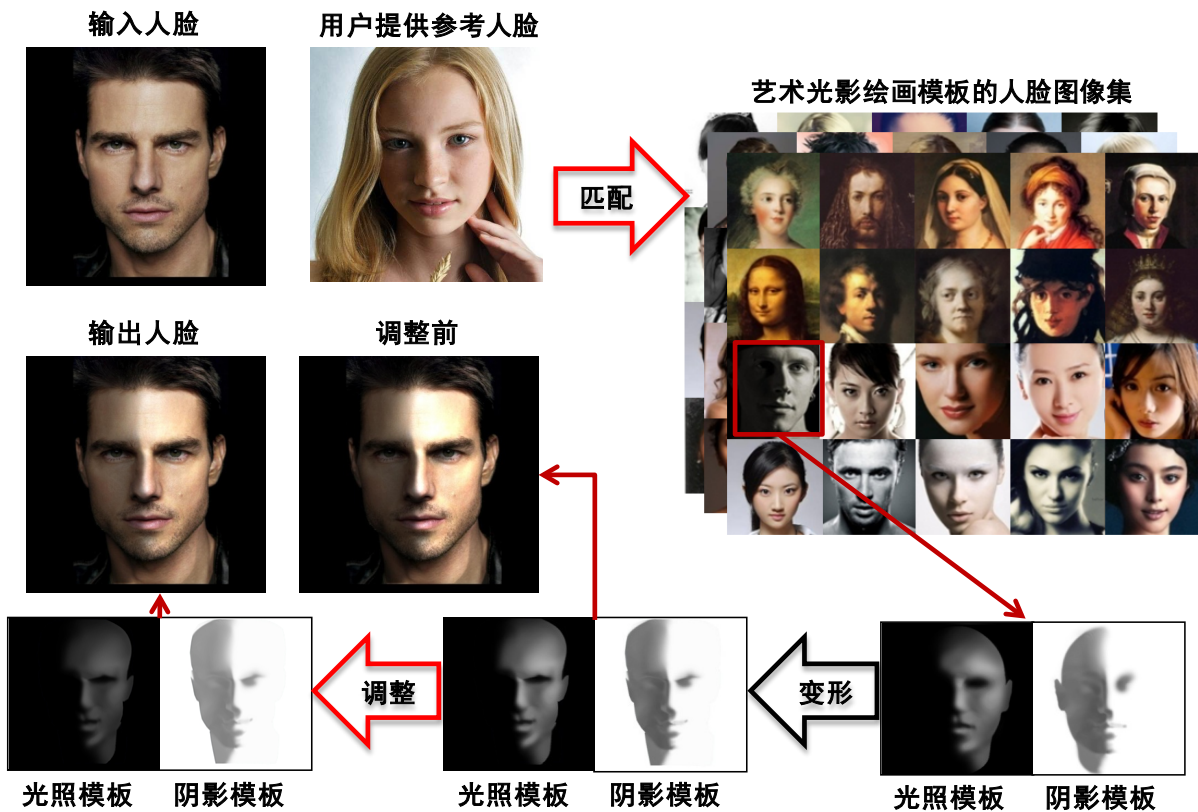 输入人脸
用户提供参考人脸
艺术光影绘画模板的人脸图像集
匹配
输出人脸
调整前
调整
变形
光照模板
阴影模板
光照模板
阴影模板
光照模板
阴影模板